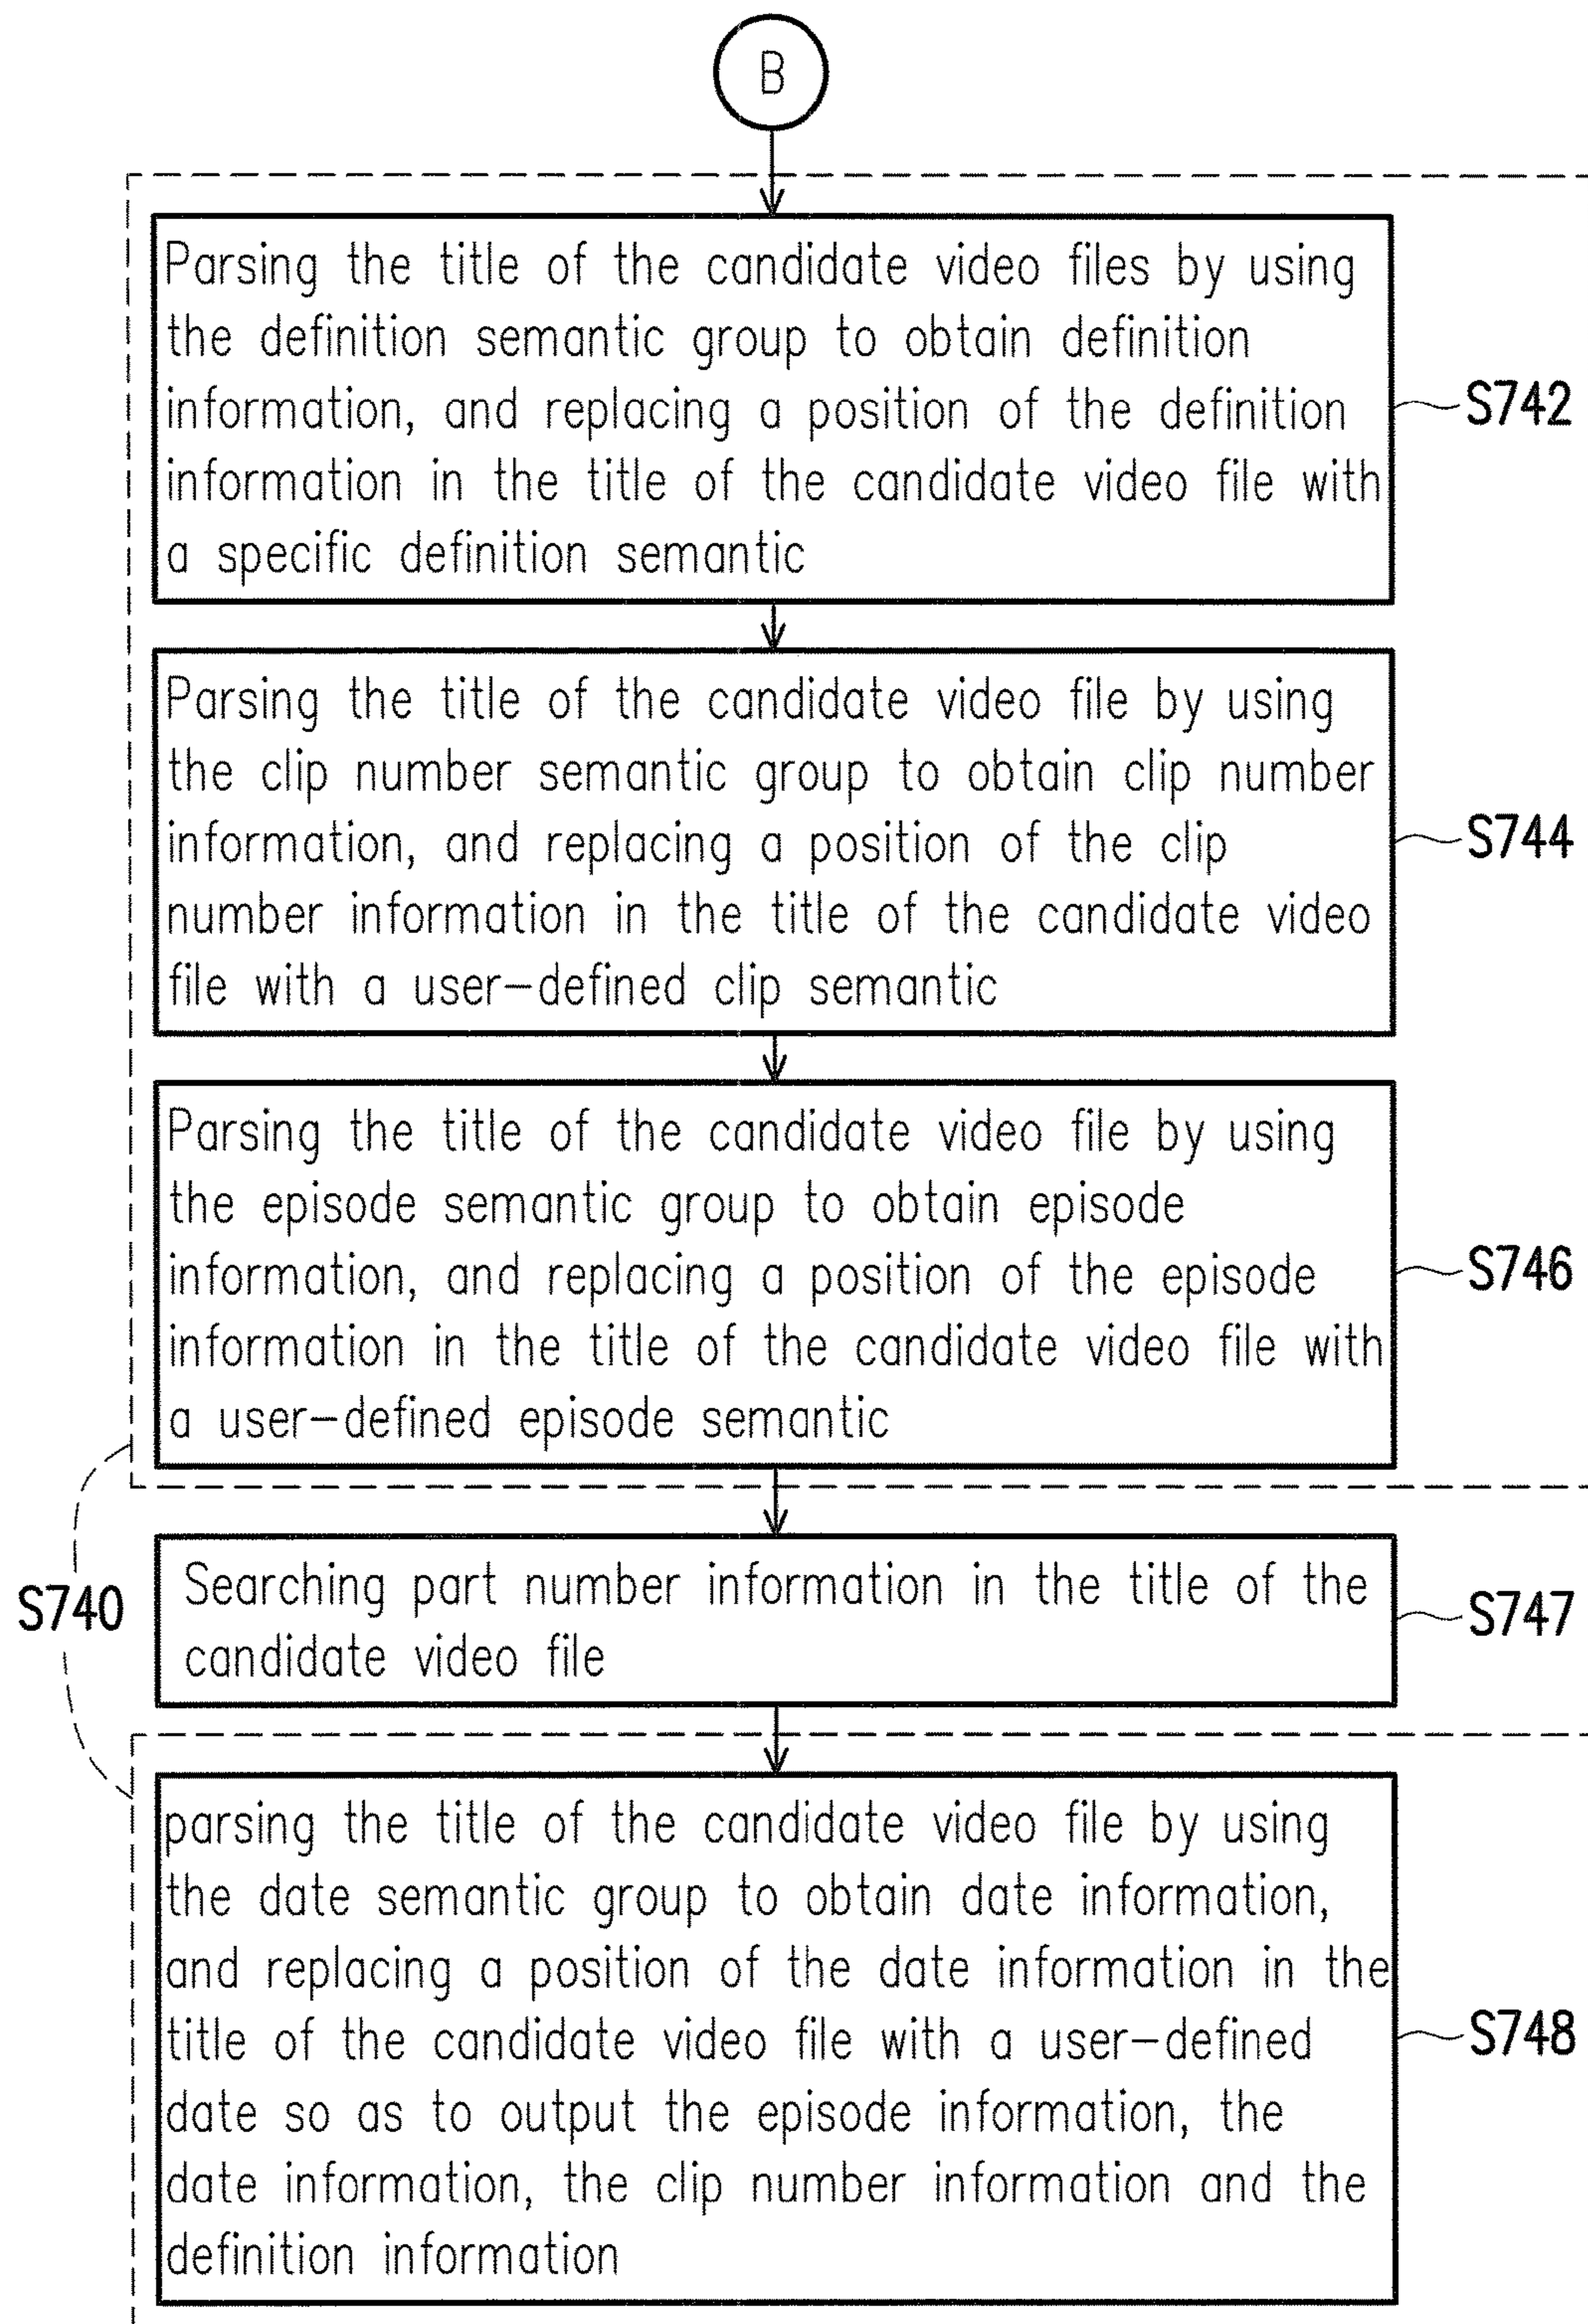 B
Parsing the title of the candidate video files by using
the definition semantic group to obtain definition
information, and replacing a position of the definition
information in the title of the candidate video file with
a specific definition semantic
S742
Parsing the title of the candidate video file by using
the clip number semantic group to obtain clip number
information, and replacing a position of the clip
number information in the title of the candidate video
file with a user-defined clip semantic
S744
Parsing the title of the candidate video file by using
the episode semantic group to obtain episode
information, and replacing a position of the episode
information in the title of the candidate video file with
a user-defined episode semantic
S746
S740
Searching part number information in the title of the
candidate video file
S747
parsing the title of the candidate video file by using
the date semantic group to obtain date information,
and replacing a position of the date information in the
title of the candidate video file with a user-defined
date so as to output the episode information, the
date information, the clip number information and the
definition information
S748